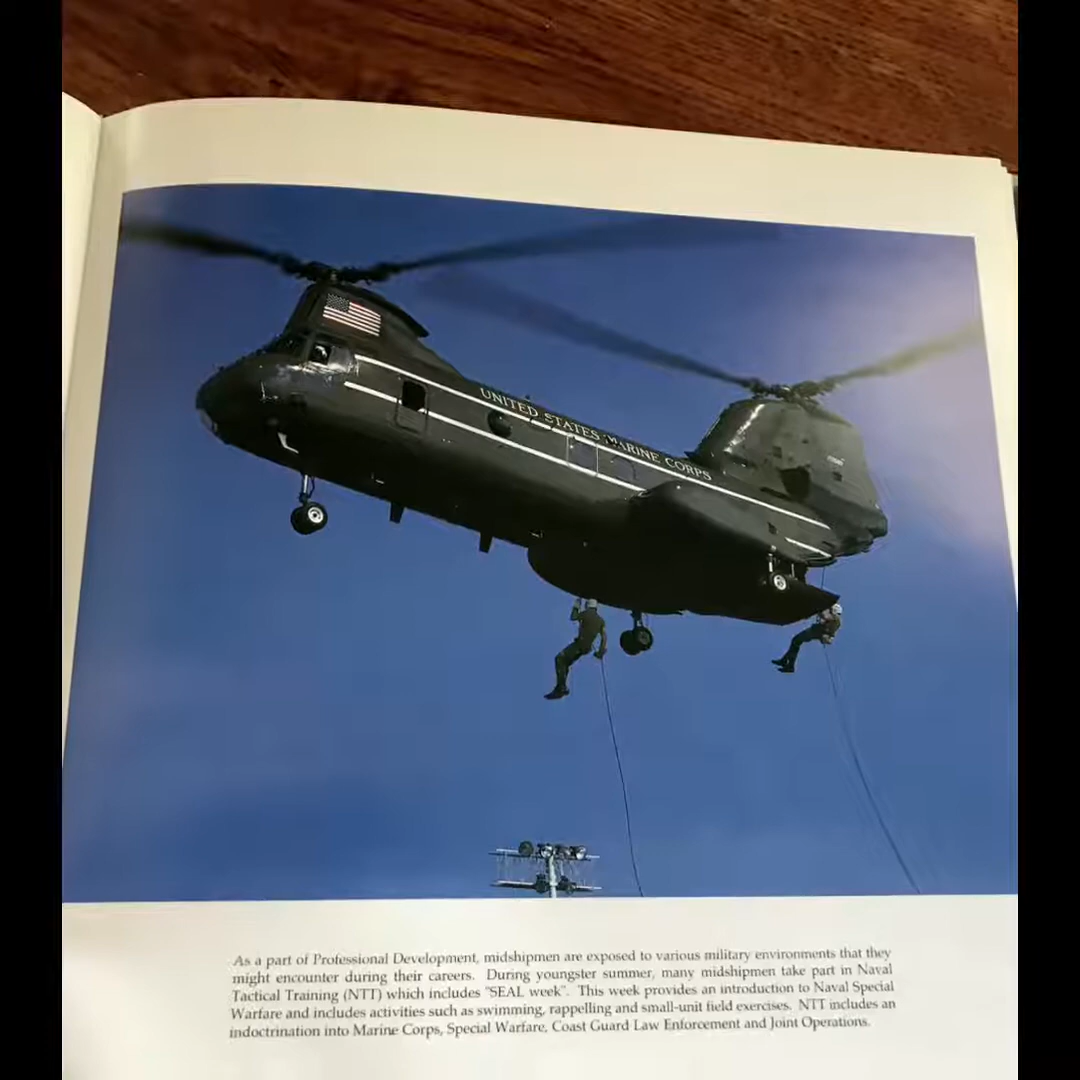 UNITED STATES MARINE CORPS
As a part of Professional Development, midshipmen are exposed to various military environments that they
might encounter during their careers. During youngster summer, many midshipmen take part in Naval
Tactical Training (NTT) which includes "SEAL week". This week provides an introduction to Naval Special
Warfare and includes activities such as swimming, rappelling and small-unit field exercises. NTT includes an
indoctrination into Marine Corps, Special Warfare, Coast Guard Law Enforcement and Joint Operations.